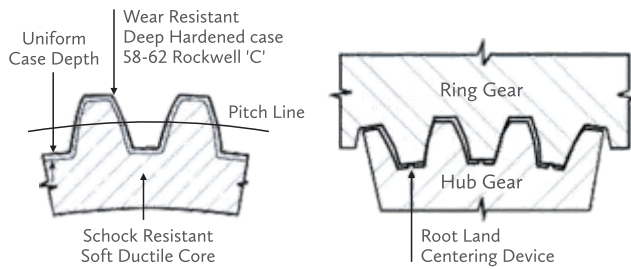 Wear Resistant
Deep Hardened case
58-62 Rockwell 'C'
Uniform
Case Depth
Pitch Line
Schock Resistant
Soft Ductile Core
Ring Gear
Hub Gear
Root Land
Centering Device